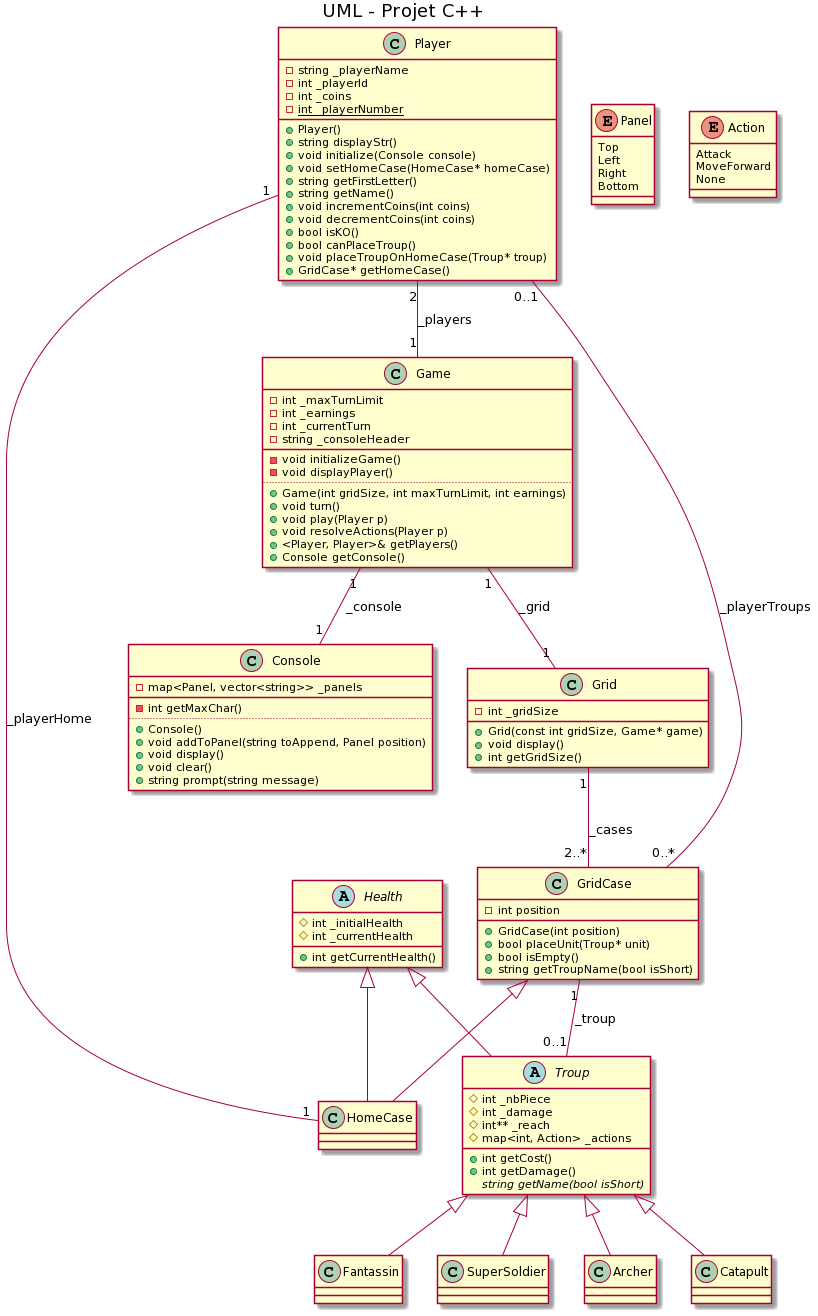 UML - Projet C++
C Player
string _playerName
int _playerId
int _coins
int _playerNumber
Player()
string displayStr()
void initialize(Console console)
void setHomeCase(HomeCase* homeCase)
string getFirstLetter()
string getName()
void incrementCoins(int coins)
void decrementCoins(int coins)
bool isKO()
bool canPlaceTroup()
void placeTroupOnHomeCase(Troup* troup)
GridCase* getHomeCase()
E Panel
Top
Left
Right
Bottom
E Action
Attack
MoveForward
None
1
2
0..1
_players
1
C Game
int _maxTurnLimit
int _earnings
int _currentTurn
string _consoleHeader
void initializeGame()
void displayPlayer()
Game(int gridSize, int maxTurnLimit, int earnings)
void turn()
void play(Player p)
void resolveActions(Player p)
<Player, Player>& getPlayers()
Console getConsole()
1
1
_console
_grid
_playerTroups
1
1
C Console
map<Panel, vector<string>> _panels
int getMaxChar()
Console()
void addToPanel(string toAppend, Panel position)
void display()
void clear()
string prompt(string message)
C Grid
int _gridSize
Grid(const int gridSize, Game* game)
void display()
int getGridSize()
_playerHome
1
_cases
2..*
0..*
A Health
int _initialHealth
int _currentHealth
int getCurrentHealth()
C GridCase
int position
GridCase(int position)
bool placeUnit(Troup* unit)
bool isEmpty()
string getTroupName(bool isShort)
1
_troup
0..1
1
C HomeCase
A Troup
int _nbPiece
int _damage
int** _reach
map<int, Action> _actions
int getCost()
int getDamage()
string getName(bool isShort)
C Fantassin
C SuperSoldier
C Archer
C Catapult